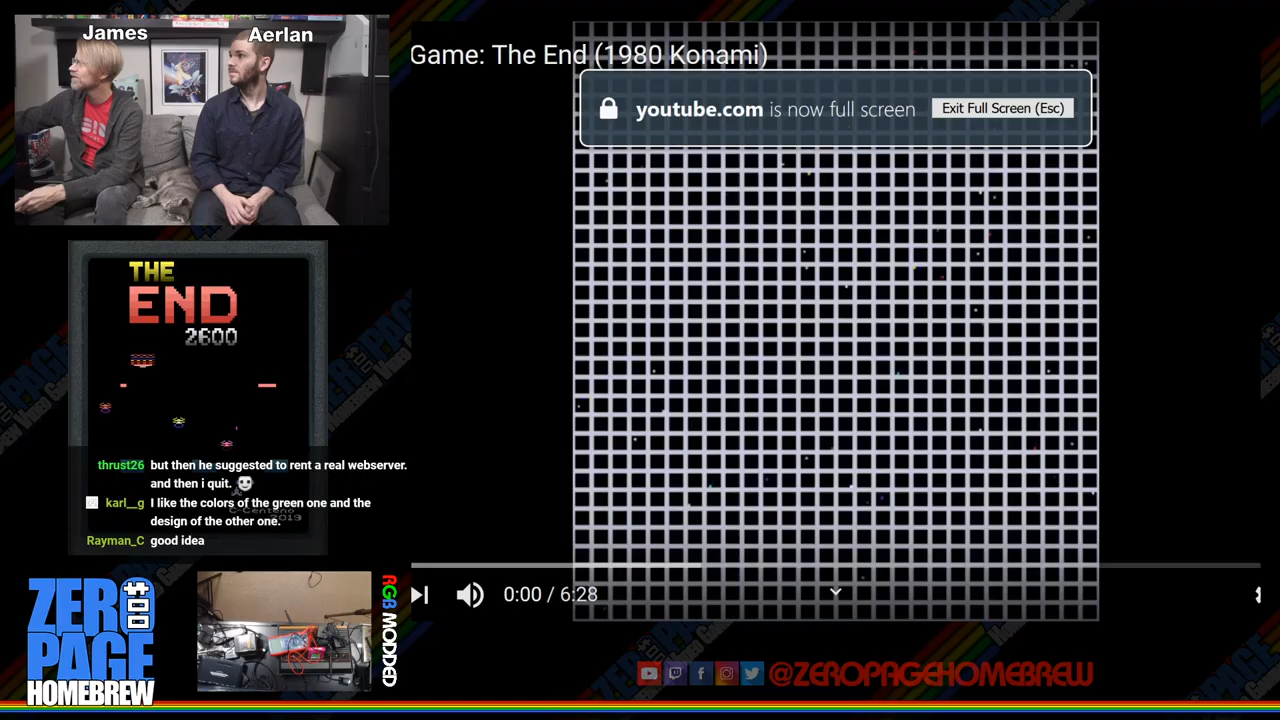 James
Aerlan
Game: The End (1980 Konami)
youtube.com is now full screen
Exit Full Screen (Esc)
THE
END
2600
thrust26 but then he suggested to rent a real webserver.
and then i quit.
karl__g I like the colors of the green one and the
design of the other one.
C-Centeno
2019
Rayman_C good idea
0:00 / 6:28
ZERO
PAGE
HOMEBREW
RGB MODDED
@ZEROPAGEHOMEBREW